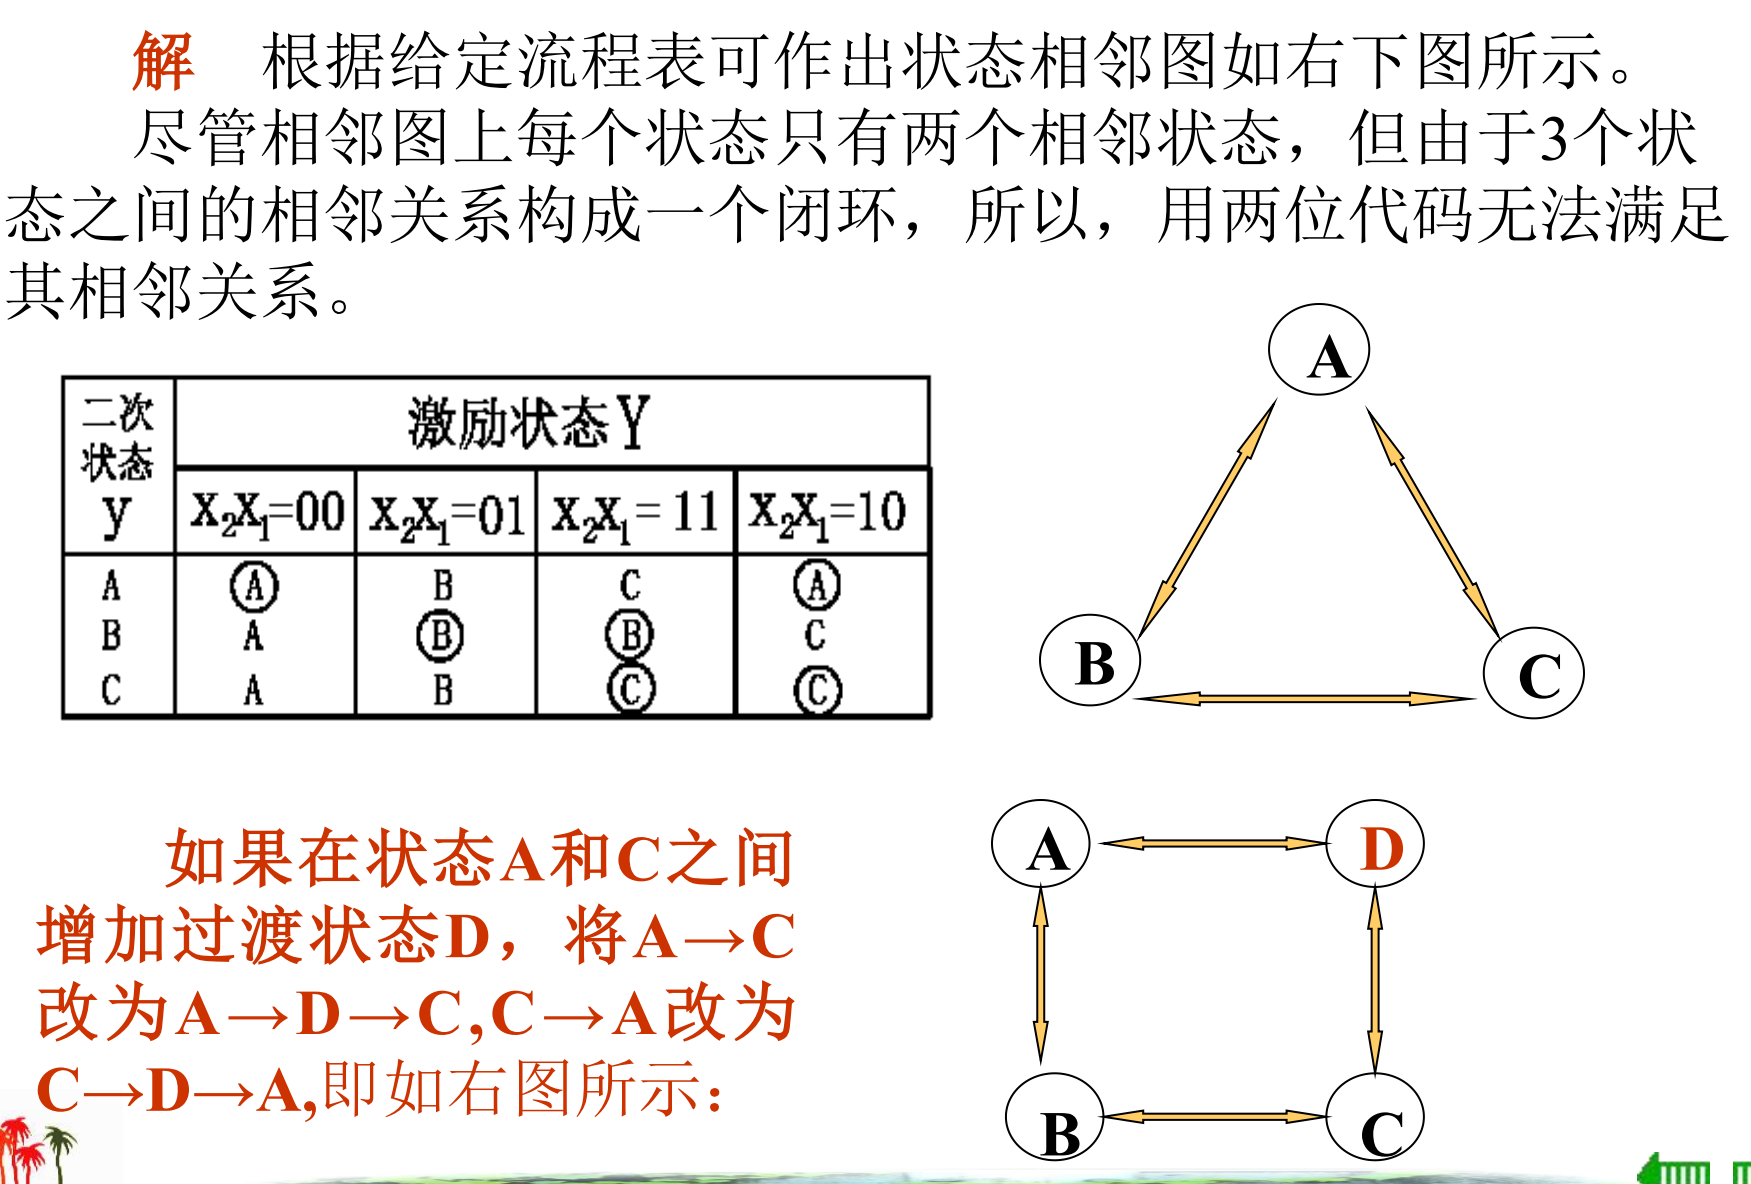 解 根据给定流程表可作出状态相邻图如右下图所示。
尽管相邻图上每个状态只有两个相邻状态，但由于3个状
态之间的相邻关系构成一个闭环，所以，用两位代码无法满足
其相邻关系。
二次
状态
y
激励状态Y
X₂X₁=00 X₂X₁=01 X₂X₁=11 X₂X₁=10
A Ⓐ B C Ⓐ
B A Ⓑ Ⓑ C
C A B Ⓒ Ⓒ
A
B
C
如果在状态A和C之间
增加过渡状态D，将A→C
改为A→D→C,C→A改为
C→D→A,即如右图所示：
A D
B C